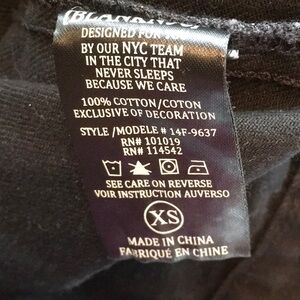 [BLANKNYC]
DESIGNED FOR YOU
BY OUR NYC TEAM
IN THE CITY THAT
NEVER SLEEPS
BECAUSE WE CARE
100% COTTON/COTON
EXCLUSIVE OF DECORATION
STYLE/MODELE # 14F-9637
RN# 101019
RN# 114542
SEE CARE ON REVERSE
VOIR INSTRUCTION AUVERSO
XS
MADE IN CHINA
FABRIQUÉ EN CHINE